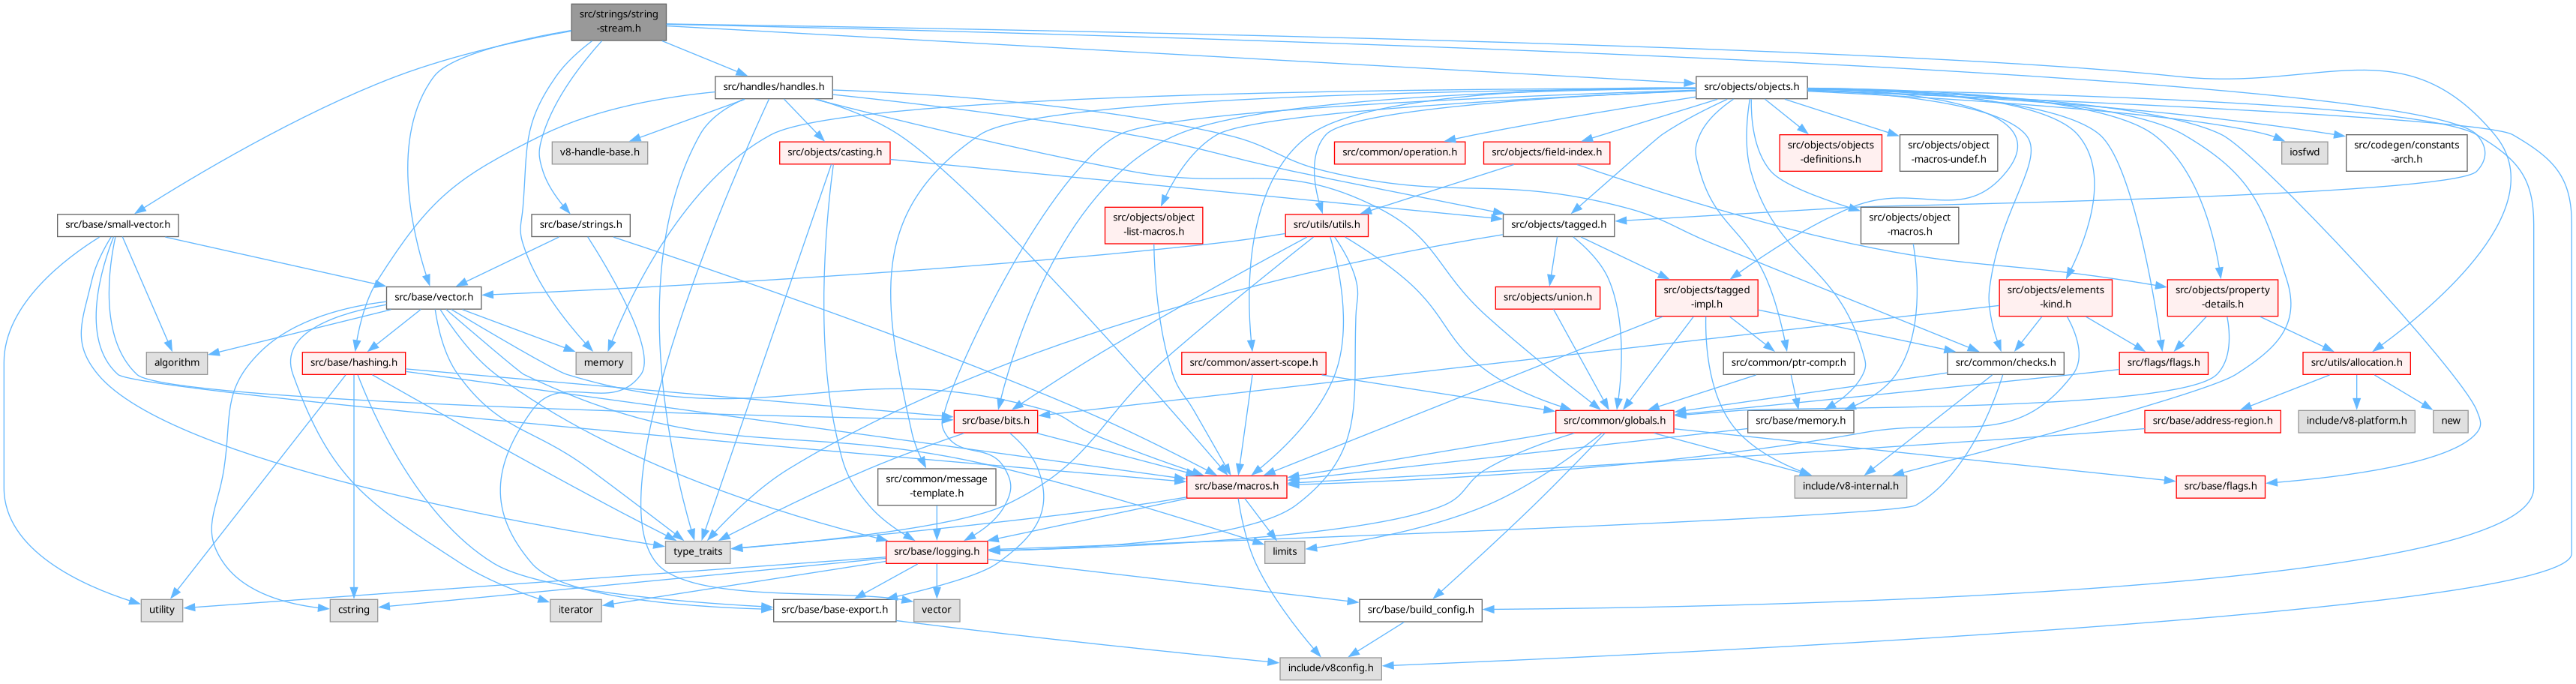 src/strings/string
-stream.h
src/handles/handles.h
src/objects/objects.h
v8-handle-base.h
src/objects/casting.h
src/common/operation.h
src/objects/field-index.h
src/objects/objects
-definitions.h
src/objects/object
-macros-undef.h
iosfwd
src/codegen/constants
-arch.h
src/base/small-vector.h
src/base/strings.h
src/objects/object
-list-macros.h
src/utils/utils.h
src/objects/tagged.h
src/objects/object
-macros.h
src/base/vector.h
src/objects/union.h
src/objects/tagged
-impl.h
src/objects/elements
-kind.h
src/objects/property
-details.h
algorithm
src/base/hashing.h
memory
src/common/assert-scope.h
src/common/ptr-compr.h
src/common/checks.h
src/flags/flags.h
src/utils/allocation.h
src/base/bits.h
src/common/globals.h
src/base/memory.h
src/base/address-region.h
include/v8-platform.h
new
src/common/message
-template.h
src/base/macros.h
include/v8-internal.h
src/base/flags.h
type_traits
src/base/logging.h
limits
utility
cstring
iterator
src/base/base-export.h
vector
src/base/build_config.h
include/v8config.h